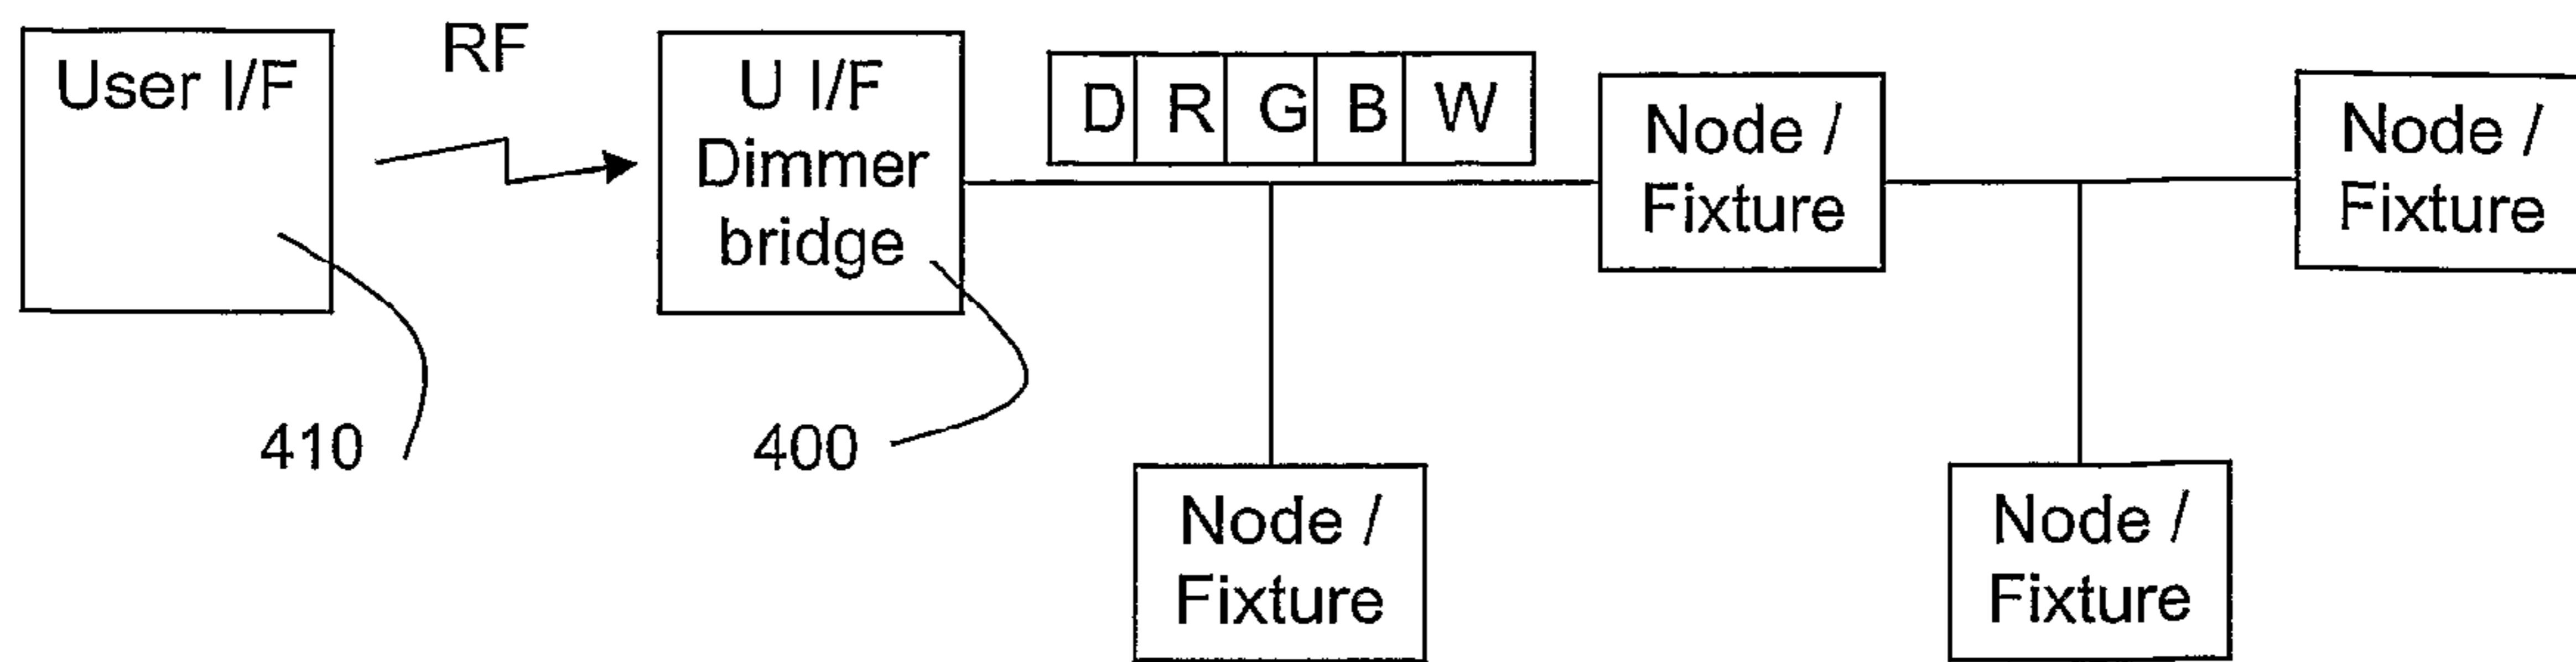 User I/F
RF
U I/F
Dimmer
bridge
D R G B W
Node /
Fixture
Node /
Fixture
410
400
Node /
Fixture
Node /
Fixture